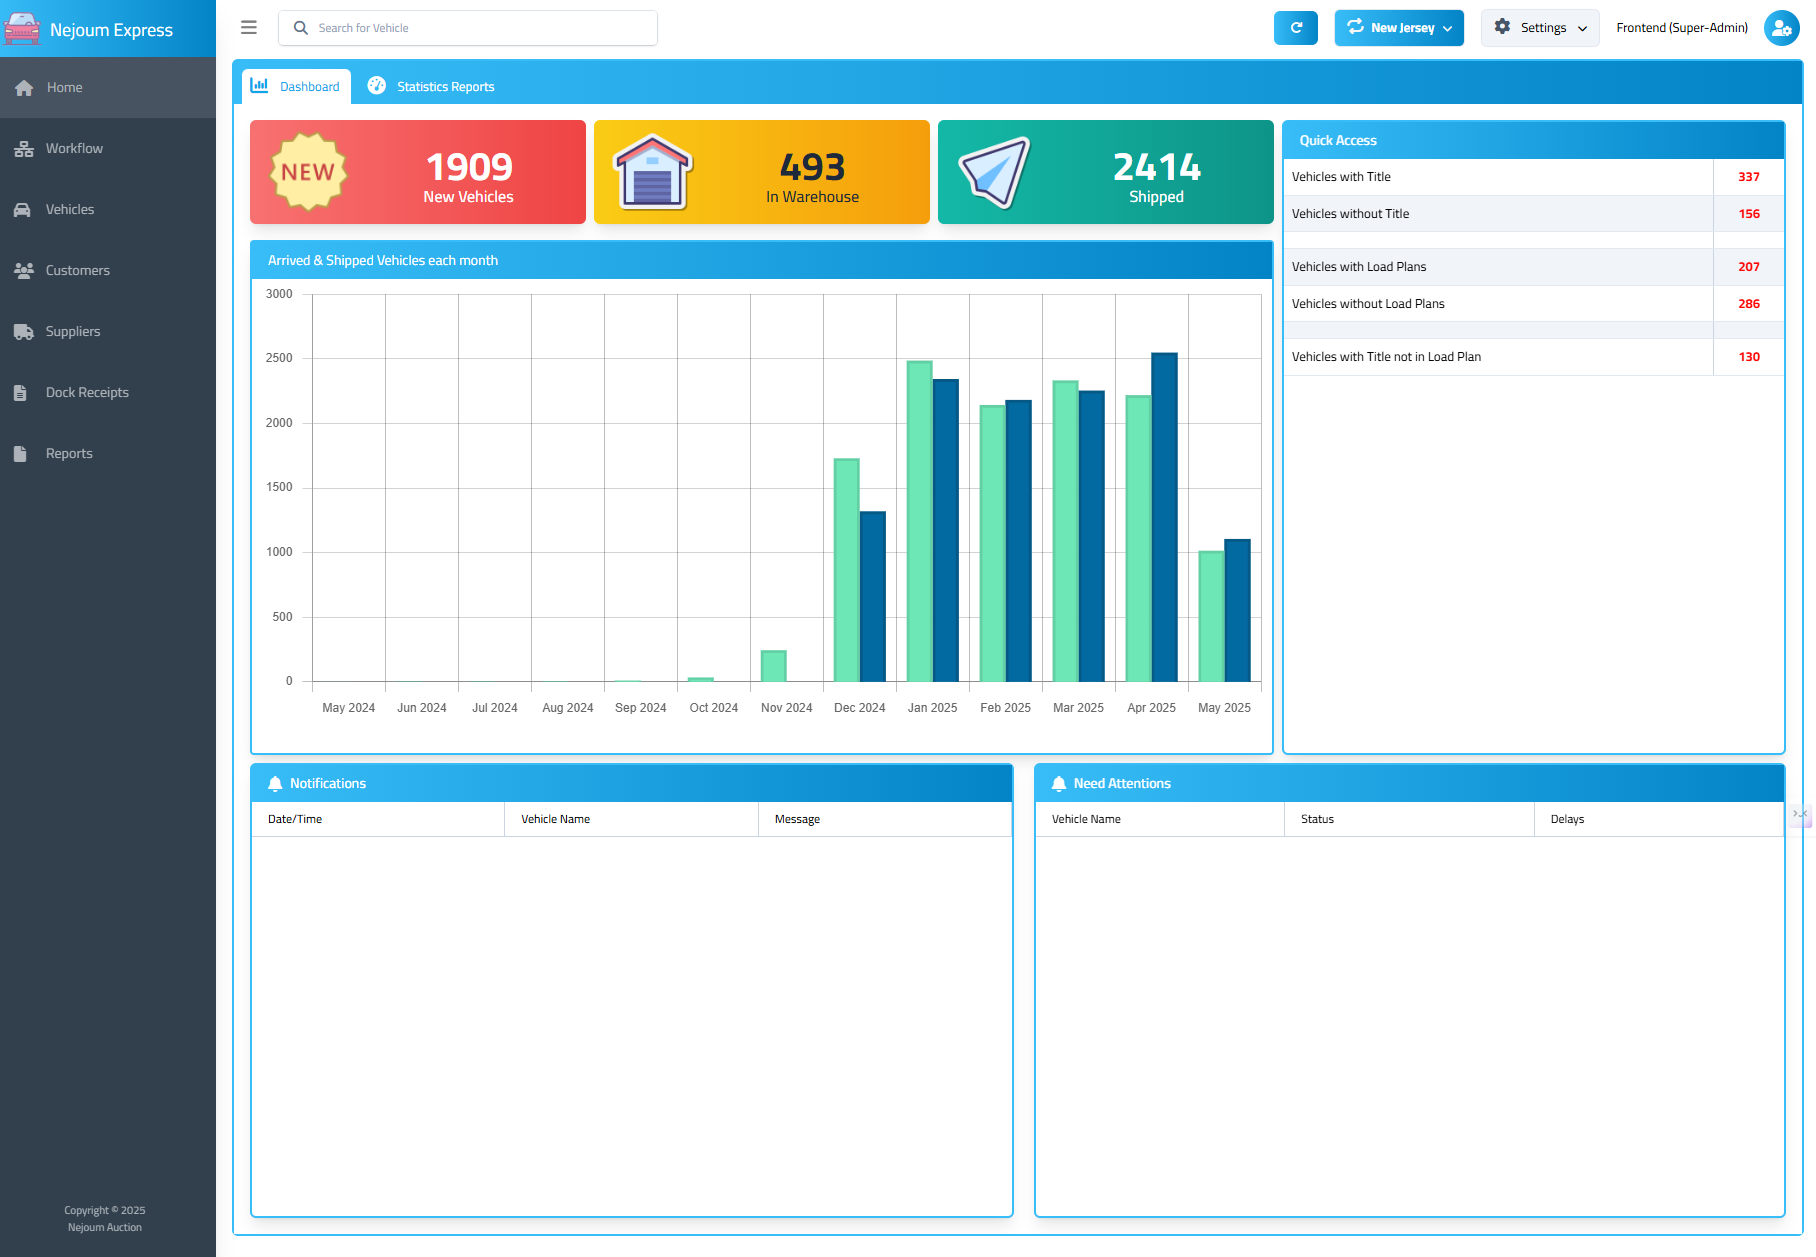 Nejoum Express
Search for Vehicle
New Jersey
Settings
Frontend (Super-Admin)
Home
Workflow
Vehicles
Customers
Suppliers
Dock Receipts
Reports
Copyright © 2025
Nejoum Auction
Dashboard
Statistics Reports
NEW
1909
New Vehicles
493
In Warehouse
2414
Shipped
Quick Access
Vehicles with Title 337
Vehicles without Title 156
Vehicles with Load Plans 207
Vehicles without Load Plans 286
Vehicles with Title not in Load Plan 130
Arrived & Shipped Vehicles each month
3000
2500
2000
1500
1000
500
0
May 2024 Jun 2024 Jul 2024 Aug 2024 Sep 2024 Oct 2024 Nov 2024 Dec 2024 Jan 2025 Feb 2025 Mar 2025 Apr 2025 May 2025
Notifications
Date/Time Vehicle Name Message
Need Attentions
Vehicle Name Status Delays